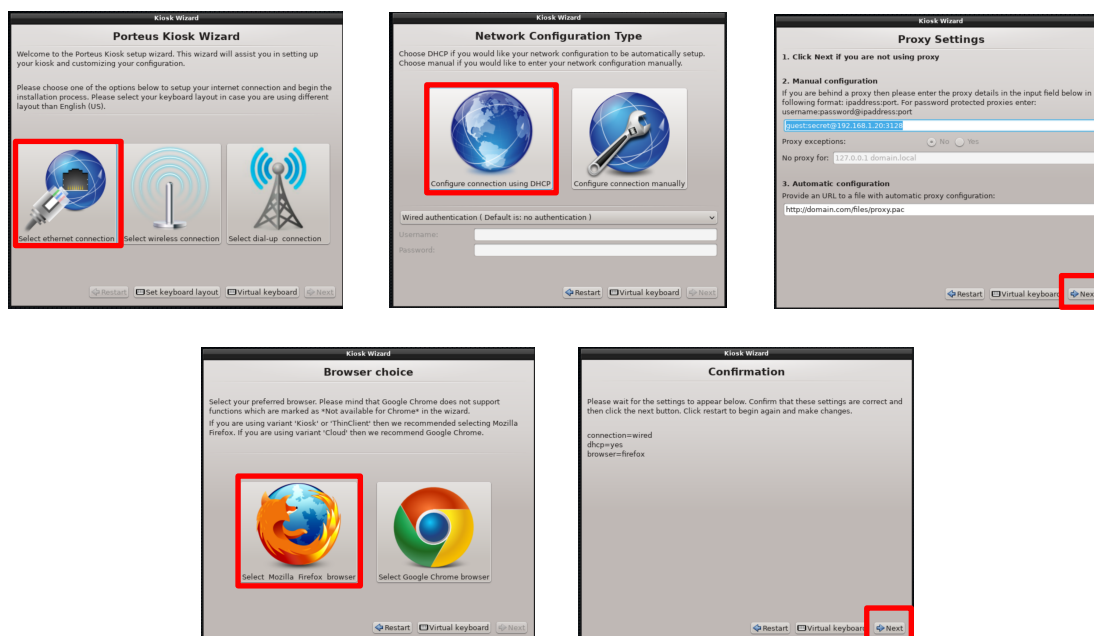 Kiosk Wizard
Porteus Kiosk Wizard
Welcome to the Porteus Kiosk setup wizard. This wizard will assist you in setting up
your kiosk and customizing your configuration.
Please choose one of the options below to setup your internet connection and begin the
installation process. Please select your keyboard layout in case you are using different
layout than English (US).
Select ethernet connection
Select wireless connection
Select dial-up connection
Restart
Set keyboard layout
Virtual keyboard
Next
Kiosk Wizard
Network Configuration Type
Choose DHCP if you would like your network configuration to be automatically setup.
Choose manual if you would like to enter your network configuration manually.
Configure connection using DHCP
Configure connection manually
Wired authentication ( Default is: no authentication )
Username:
Password:
Restart
Virtual keyboard
Next
Kiosk Wizard
Proxy Settings
1. Click Next if you are not using proxy
2. Manual configuration
If you are behind a proxy then please enter the proxy details in the input field below in
following format: ipaddress:port. For password protected proxies enter:
username:password@ipaddress:port
guest:secret@192.168.1.20:3128
Proxy exceptions: No Yes
No proxy for: 127.0.0.1 domain.local
3. Automatic configuration
Provide an URL to a file with automatic proxy configuration:
http://domain.com/files/proxy.pac
Restart
Virtual keyboard
Next
Kiosk Wizard
Browser choice
Select your preferred browser. Please mind that Google Chrome does not support
functions which are marked as *Not available for Chrome* in the wizard.
If you are using variant 'Kiosk' or 'ThinClient' then we recommended selecting Mozilla
Firefox. If you are using variant 'Cloud' then we recommend Google Chrome.
Select Mozilla Firefox browser
Select Google Chrome browser
Restart
Virtual keyboard
Next
Kiosk Wizard
Confirmation
Please wait for the settings to appear below. Confirm that these settings are correct and
then click the next button. Click restart to begin again and make changes.
connection=wired
dhcp=yes
browser=firefox
Restart
Virtual keyboard
Next